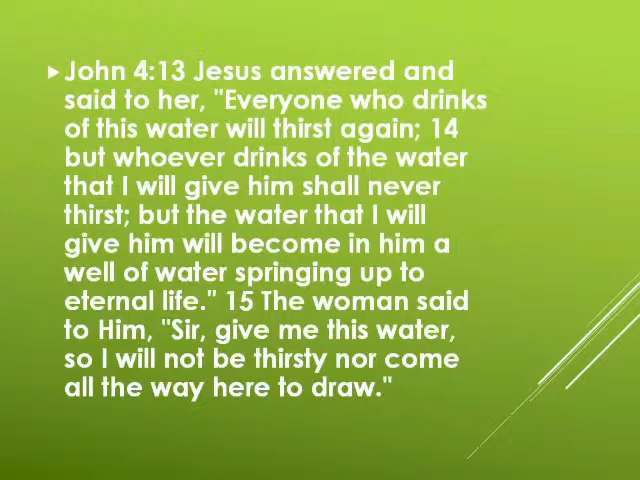 John 4:13 Jesus answered and
said to her, "Everyone who drinks
of this water will thirst again; 14
but whoever drinks of the water
that I will give him shall never
thirst; but the water that I will
give him will become in him a
well of water springing up to
eternal life." 15 The woman said
to Him, "Sir, give me this water,
so I will not be thirsty nor come
all the way here to draw."